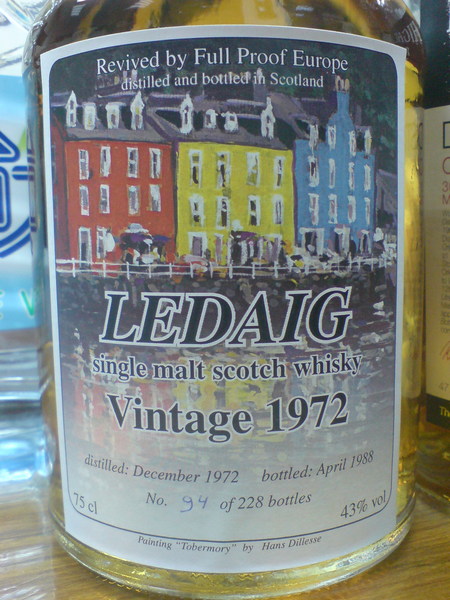 Revived by Full Proof Europe
distilled and bottled in Scotland
LEDAIG
single malt scotch whisky
Vintage 1972
distilled: December 1972 bottled: April 1988
No. 94 of 228 bottles
75 cl 43% vol
Painting "Tobermory" by Hans Dillesse